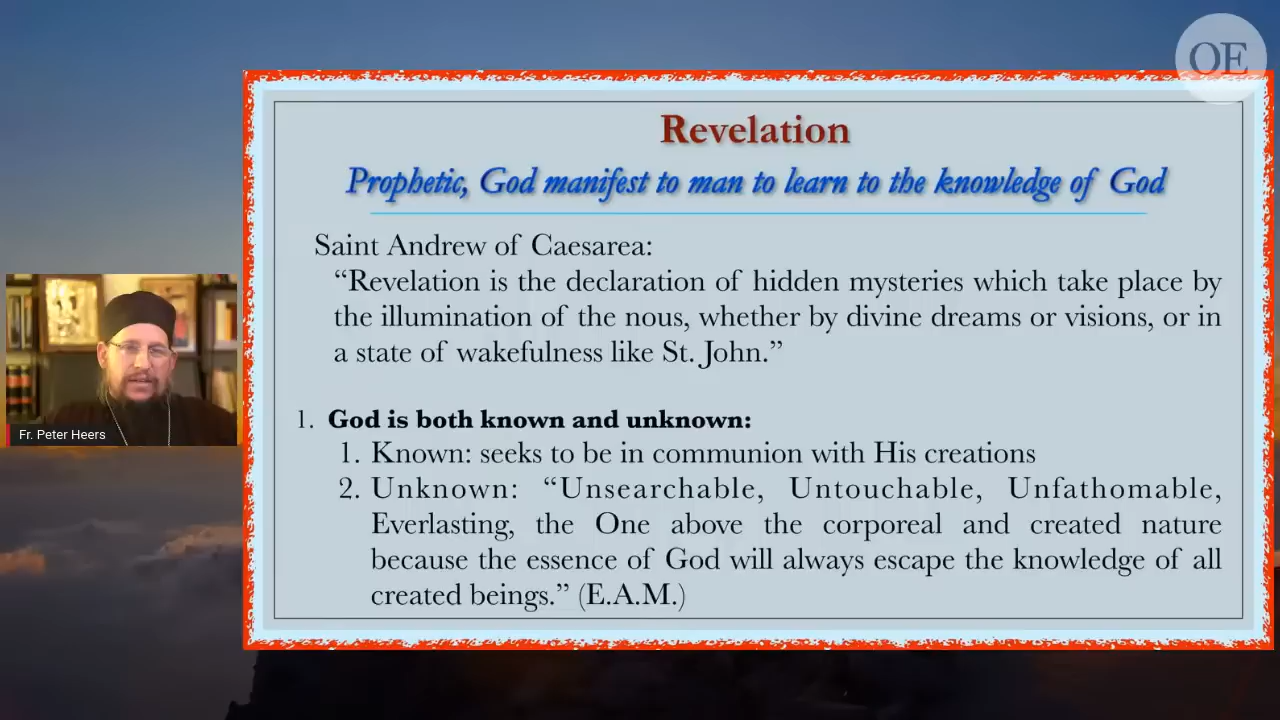 OE
Revelation
Prophetic, God manifest to man to learn to the knowledge of God
Saint Andrew of Caesarea:
“Revelation is the declaration of hidden mysteries which take place by
the illumination of the nous, whether by divine dreams or visions, or in
a state of wakefulness like St. John.”
1. God is both known and unknown:
1. Known: seeks to be in communion with His creations
2. Unknown: “Unsearchable, Untouchable, Unfathomable,
Everlasting, the One above the corporeal and created nature
because the essence of God will always escape the knowledge of all
created beings.” (E.A.M.)
Fr. Peter Heers